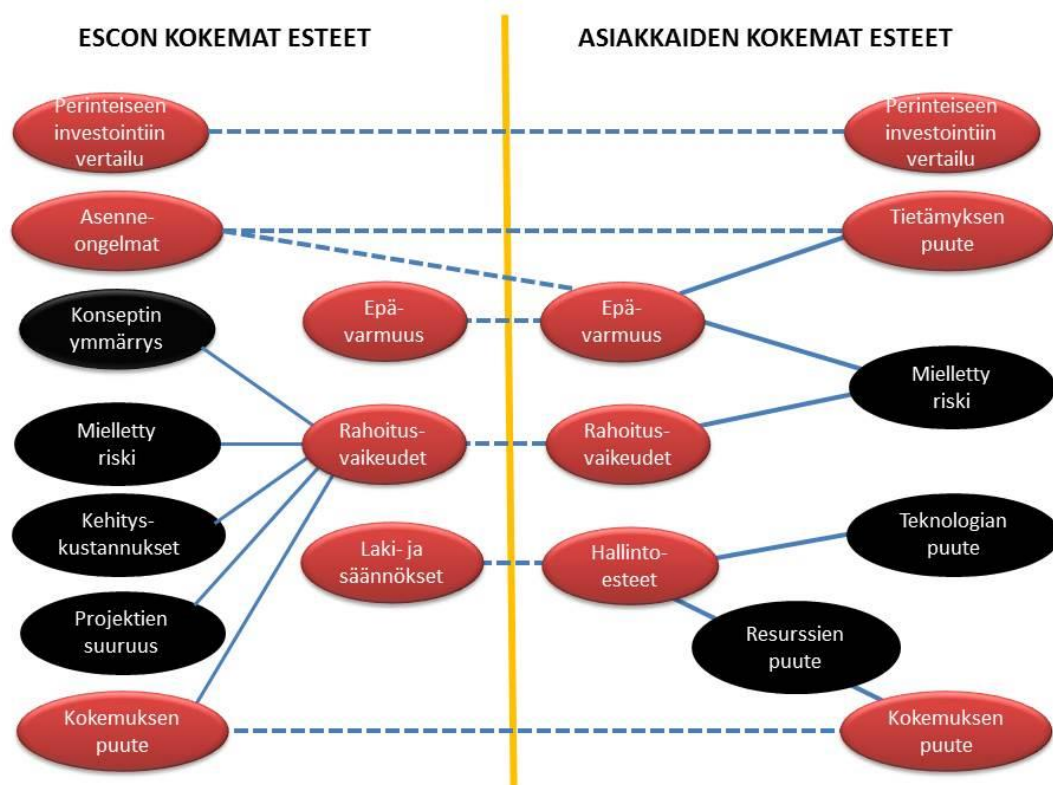 ESCON KOKEMAT ESTEET
ASIAKKAIDEN KOKEMAT ESTEET
Perinteiseen
investointiin
vertailu
Perinteiseen
investointiin
vertailu
Asenne-
ongelmat
Tietämyksen
puute
Konseptin
ymmärrys
Epä-
varmuus
Epä-
varmuus
Mielletty
riski
Mielletty
riski
Rahoitus-
vaikeudet
Rahoitus-
vaikeudet
Kehitys-
kustannukset
Laki- ja
säännökset
Hallinto-
esteet
Teknologian
puute
Projektien
suuruus
Resurssien
puute
Kokemuksen
puute
Kokemuksen
puute